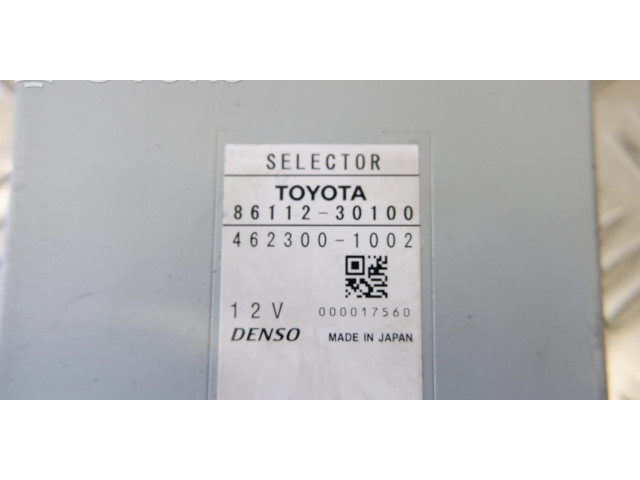 SELECTOR
TOYOTA
86112-30100
462300-1002
12V 000017560
DENSO MADE IN JAPAN